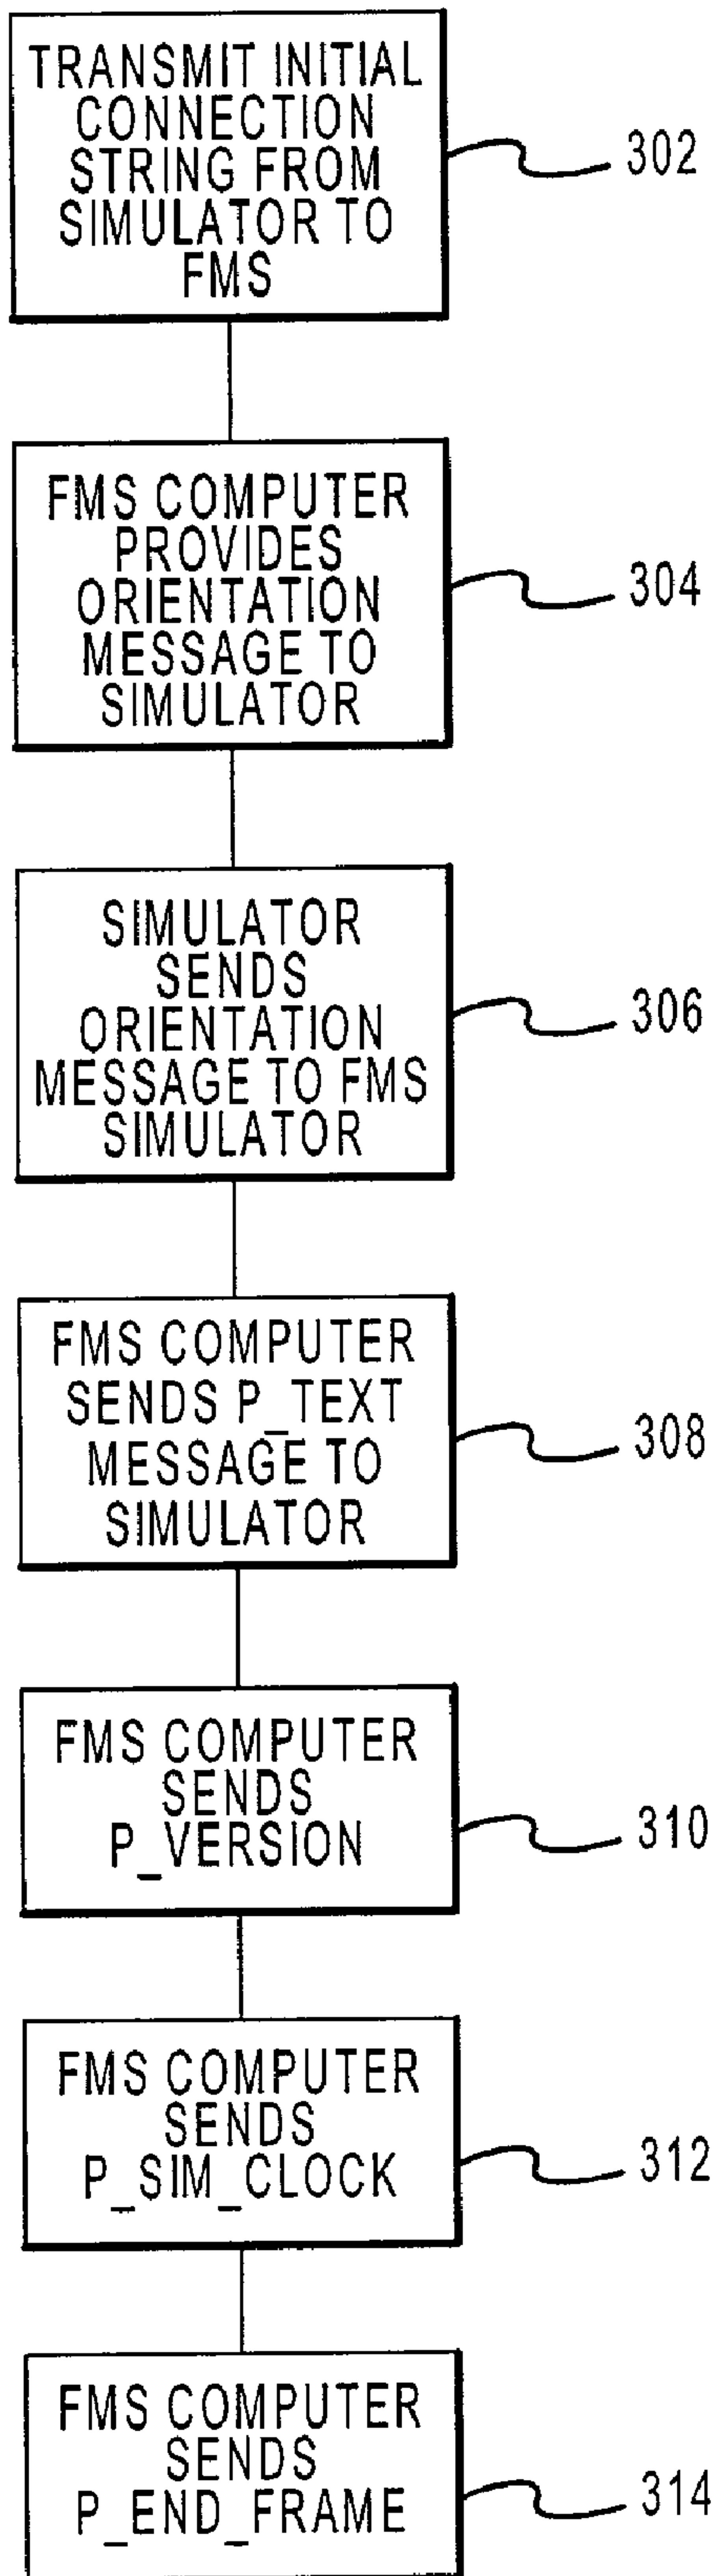 TRANSMIT INITIAL
CONNECTION
STRING FROM
SIMULATOR TO
FMS
302
FMS COMPUTER
PROVIDES
ORIENTATION
MESSAGE TO
SIMULATOR
304
SIMULATOR
SENDS
ORIENTATION
MESSAGE TO FMS
SIMULATOR
306
FMS COMPUTER
SENDS P_TEXT
MESSAGE TO
SIMULATOR
308
FMS COMPUTER
SENDS
P_VERSION
310
FMS COMPUTER
SENDS
P_SIM_CLOCK
312
FMS COMPUTER
SENDS
P_END_FRAME
314